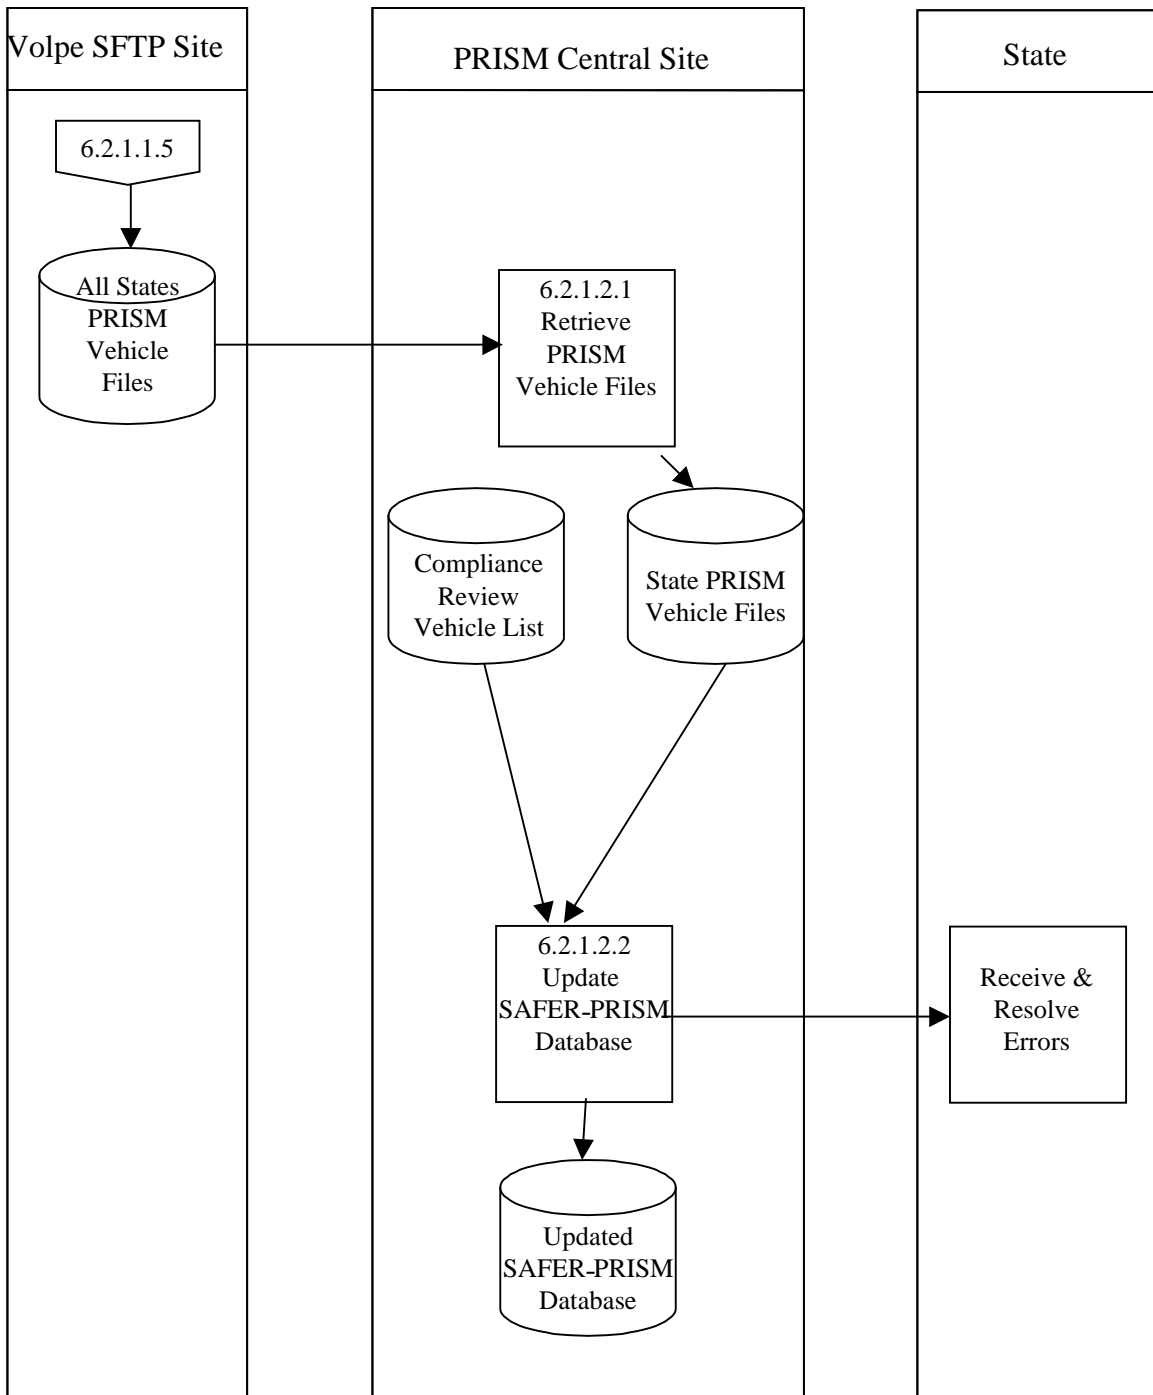 Volpe SFTP Site
PRISM Central Site
State
6.2.1.1.5
All States
PRISM
Vehicle
Files
6.2.1.2.1
Retrieve
PRISM
Vehicle Files
Compliance
Review
Vehicle List
State PRISM
Vehicle Files
6.2.1.2.2
Update
SAFER-PRISM
Database
Receive &
Resolve
Errors
Updated
SAFER-PRISM
Database